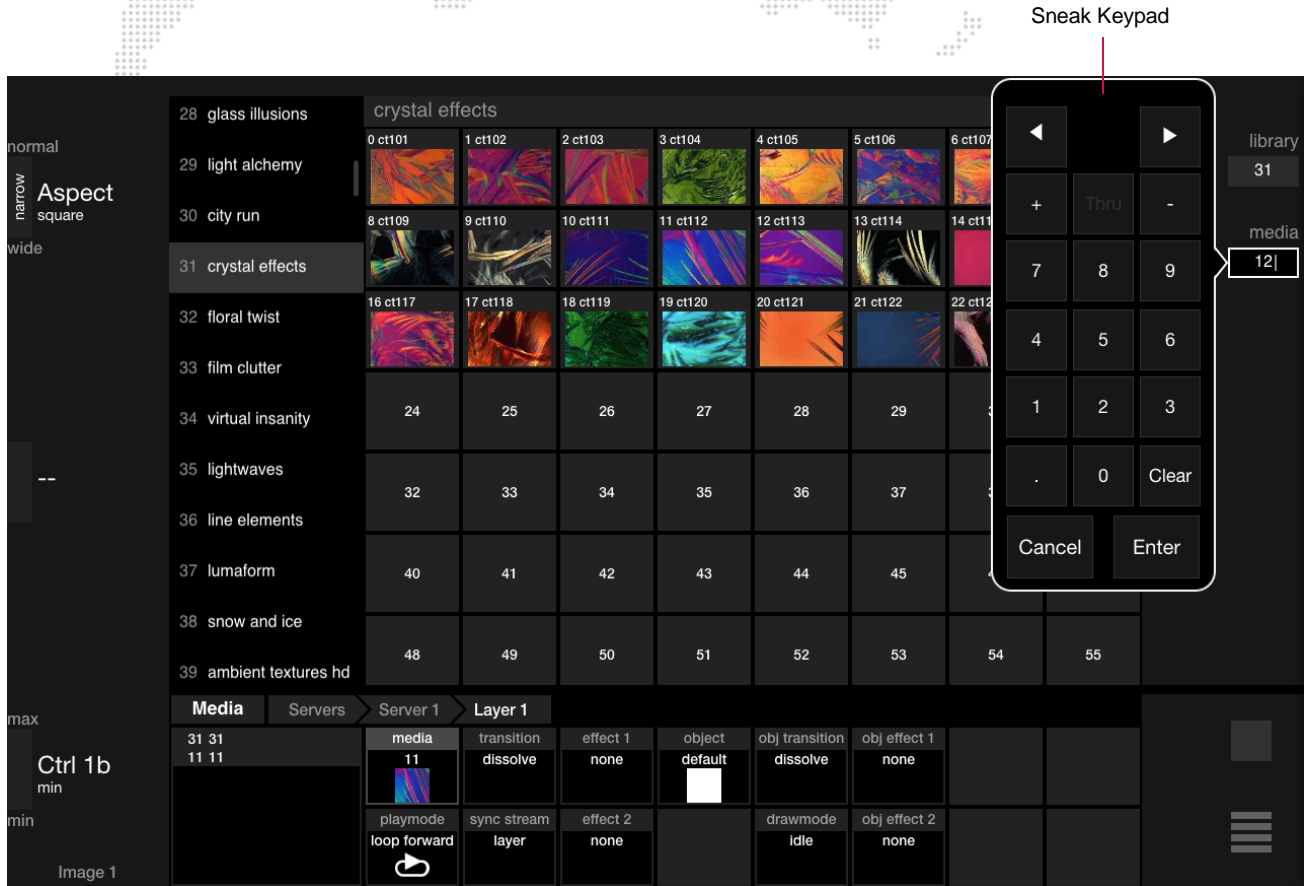 Sneak Keypad
normal
narrow
Aspect
square
wide
--
max
Ctrl 1b
min
min
Image 1
28 glass illusions
29 light alchemy
30 city run
31 crystal effects
32 floral twist
33 film clutter
34 virtual insanity
35 lightwaves
36 line elements
37 lumaform
38 snow and ice
39 ambient textures hd
crystal effects
0 ct101 1 ct102 2 ct103 3 ct104 4 ct105 5 ct106 6 ct107
8 ct109 9 ct110 10 ct111 11 ct112 12 ct113 13 ct114 14 ct11
16 ct117 17 ct118 18 ct119 19 ct120 20 ct121 21 ct122 22 ct12
24 25 26 27 28 29
32 33 34 35 36 37
40 41 42 43 44 45
48 49 50 51 52 53 54 55
+ Thru -
7 8 9
4 5 6
1 2 3
. 0 Clear
Cancel Enter
library
31
media
12|
Media Servers Server 1 Layer 1
31 31
11 11
media transition effect 1 object obj transition obj effect 1
11 dissolve none default dissolve none
playmode sync stream effect 2 drawmode obj effect 2
loop forward layer none idle none